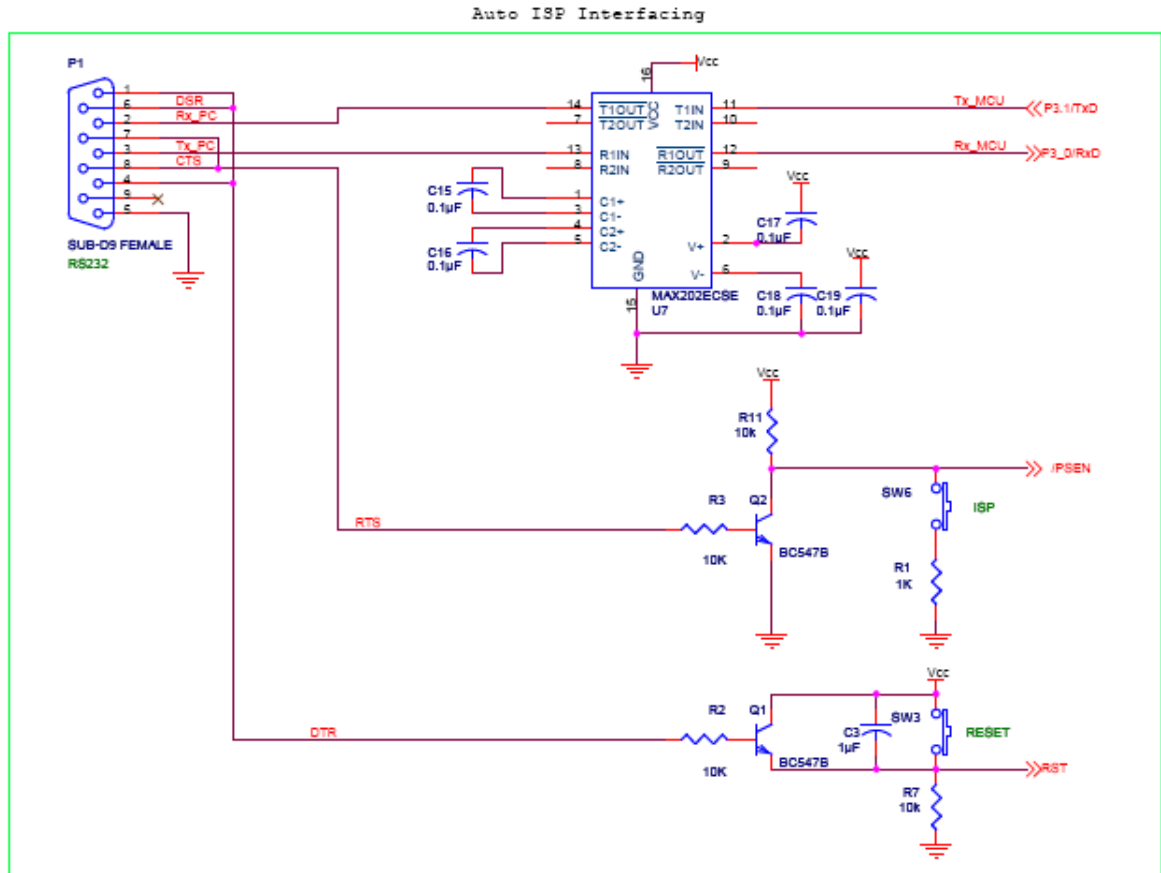 Auto ISP Interfacing
P1
1
6
2
7
3
8
4
9
5
DSR
Rx_PC
Tx_PC
CTS
SUB-D9 FEMALE
RS232
16
Vcc
14
7
13
8
1
3
4
5
T1OUT
T2OUT
R1IN
R2IN
C1+
C1-
C2+
C2-
VCC
GND
T1IN
T2IN
R1OUT
R2OUT
V+
V-
11
10
12
9
2
6
15
MAX202ECSE
U7
Tx_MCU
P3.1/TxD
Rx_MCU
P3_0/RxD
C15
0.1µF
C16
0.1µF
Vcc
C17
0.1µF
Vcc
C18
0.1µF
C19
0.1µF
Vcc
R11
10k
/PSEN
SW6
ISP
R3
10K
Q2
BC547B
RTS
R1
1K
Vcc
R2
10K
Q1
BC547B
DTR
C3
1µF
SW3
RESET
RST
R7
10k